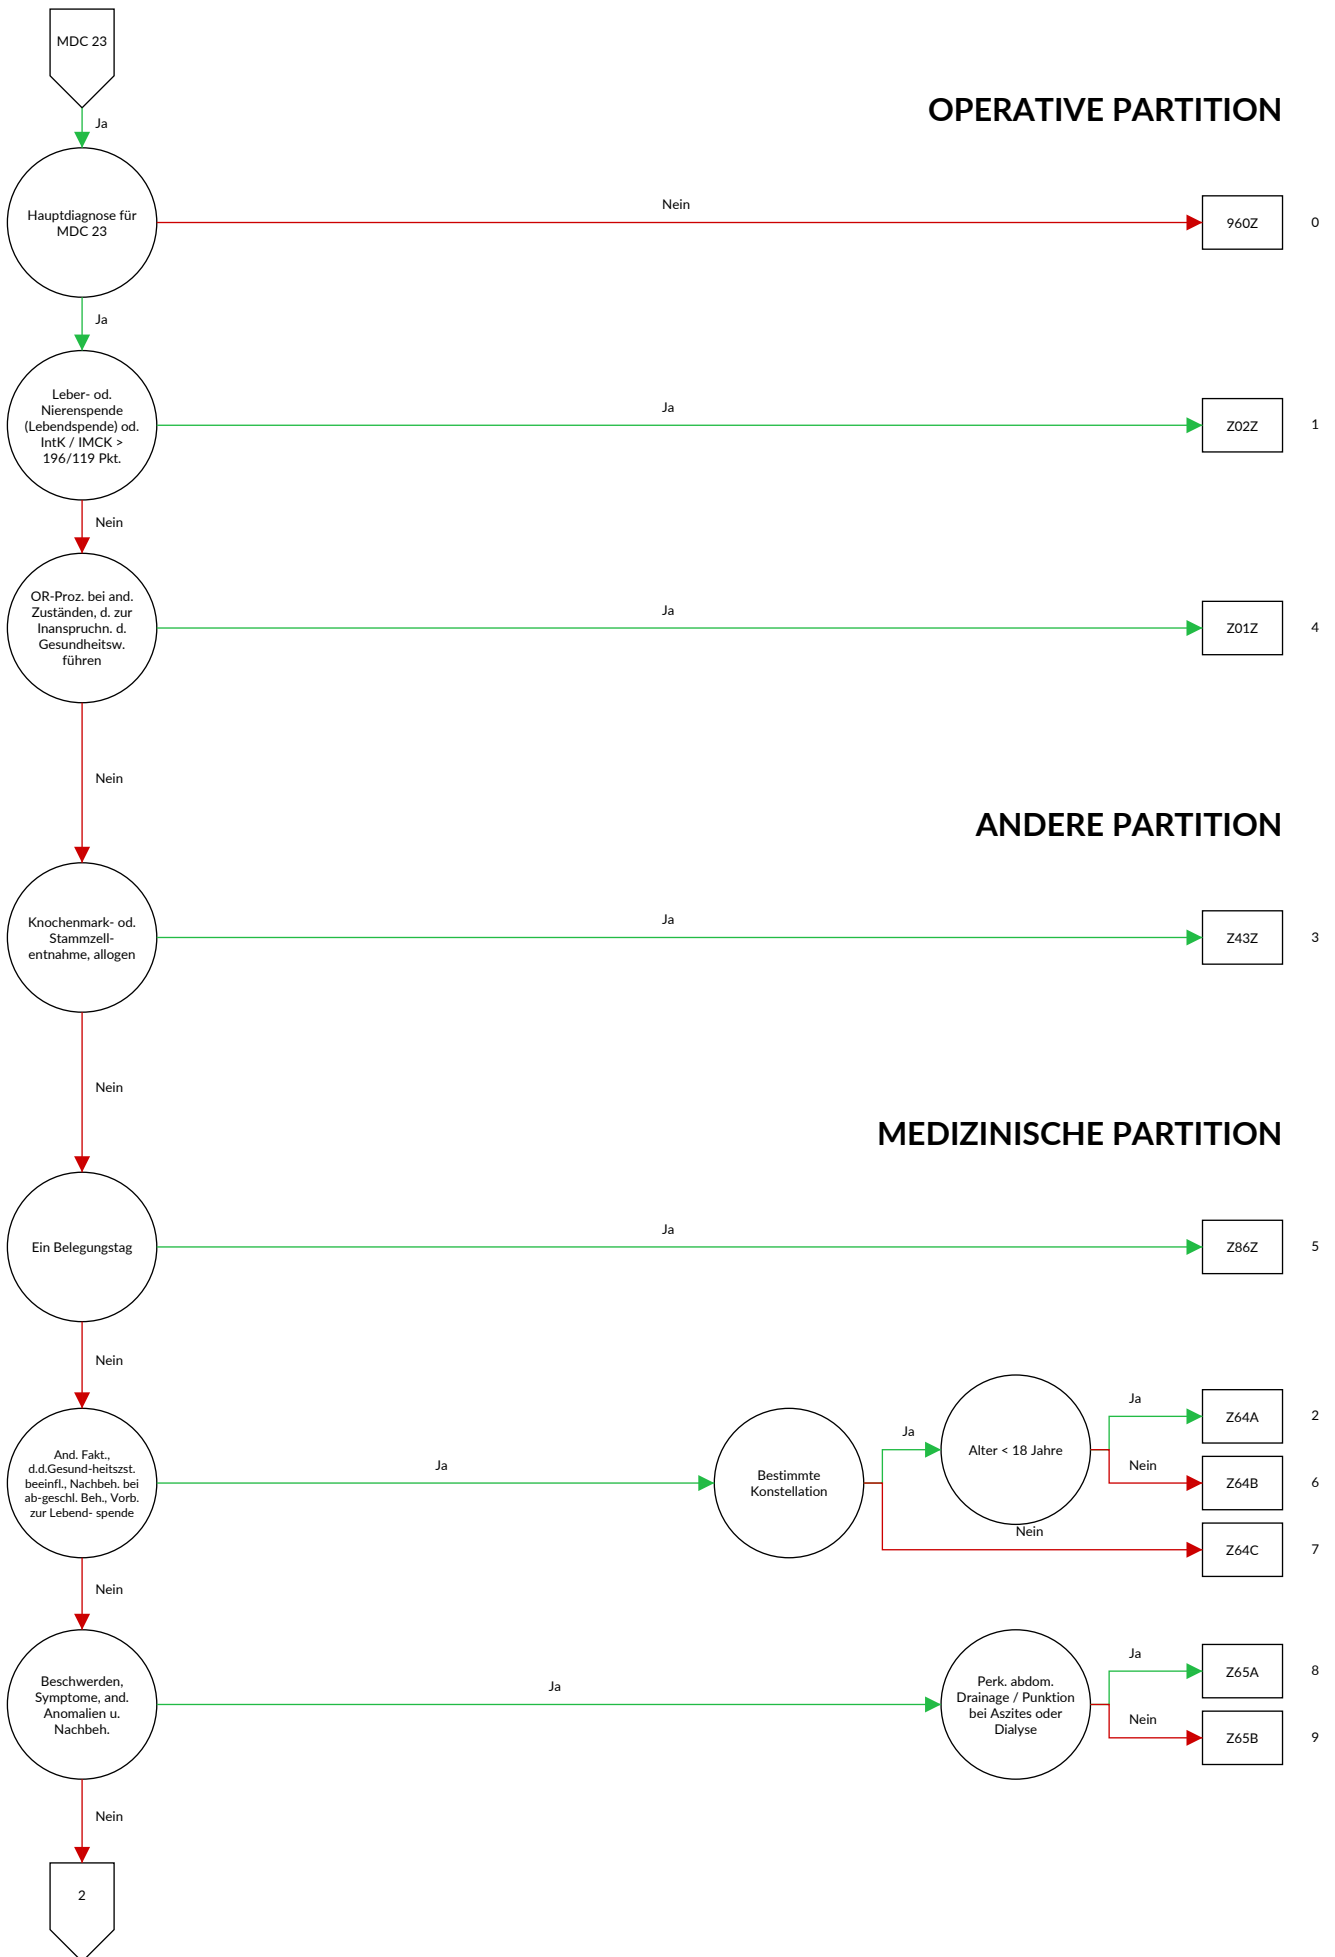 MDC 23
Ja
OPERATIVE PARTITION
Hauptdiagnose für
MDC 23
Nein
960Z
0
Ja
Leber- od.
Nierenspende
(Lebendspende) od.
IntK / IMCK >
196/119 Pkt.
Ja
Z02Z
1
Nein
OR-Proz. bei and.
Zuständen, d. zur
Inanspruchn. d.
Gesundheitsw.
führen
Ja
Z01Z
4
Nein
ANDERE PARTITION
Knochenmark- od.
Stammzell-
entnahme, allogen
Ja
Z43Z
3
Nein
MEDIZINISCHE PARTITION
Ein Belegungstag
Ja
Z86Z
5
Nein
And. Fakt.,
d.d.Gesund-heitszst.
beeinfl., Nachbeh. bei
ab-geschl. Beh., Vorb.
zur Lebend- spende
Ja
Bestimmte
Konstellation
Ja
Alter < 18 Jahre
Ja
Z64A
2
Nein
Z64B
6
Nein
Z64C
7
Nein
Beschwerden,
Symptome, and.
Anomalien u.
Nachbeh.
Ja
Perk. abdom.
Drainage / Punktion
bei Aszites oder
Dialyse
Ja
Z65A
8
Nein
Z65B
9
Nein
2